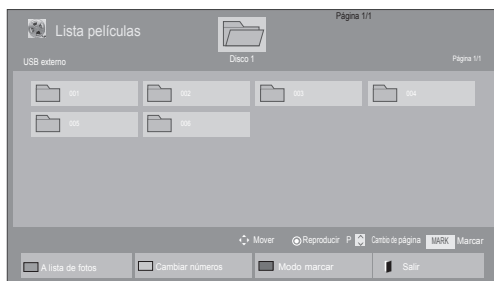 Página 1/1
Lista películas
USB externo
Disco 1
Página 1/1
001 002 003 004
005 006
Mover Reproducir P Cambio de página MARK Marcar
A lista de fotos Cambiar números Modo marcar Salir